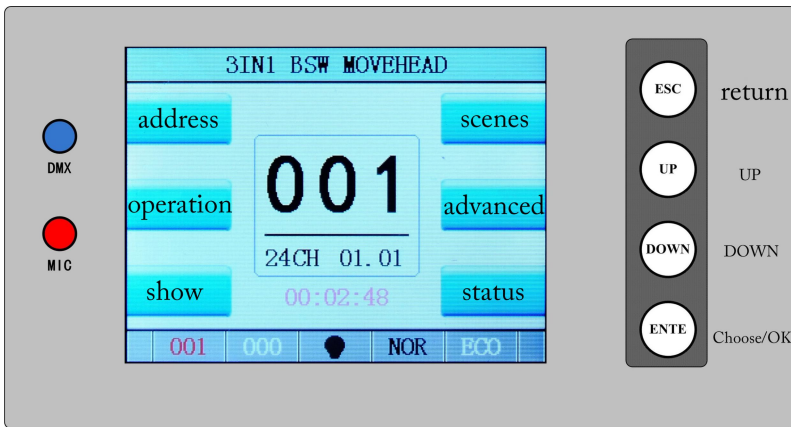 3IN1 BSW MOVEHEAD
address
scenes
001
operation
advanced
24CH 01.01
show
00:02:48
status
001 000 NOR ECO
DMX
MIC
ESC return
UP UP
DOWN DOWN
ENTE Choose/OK